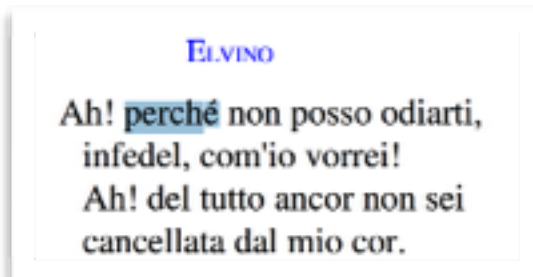 ELVINO
Ah! perché non posso odiarti,
infedel, com'io vorrei!
Ah! del tutto ancor non sei
cancellata dal mio cor.